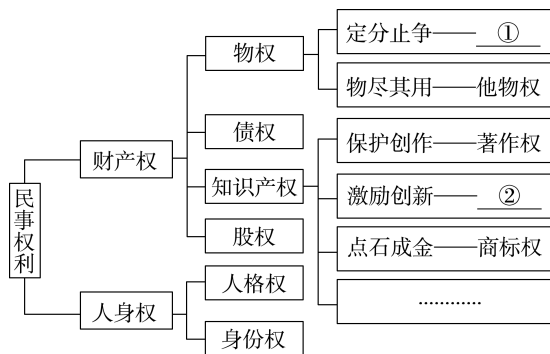 定分止争——①
物权
物尽其用——他物权
债权
保护创作——著作权
财产权
知识产权
激励创新——②
民事权利
股权
点石成金——商标权
人格权
人身权
…………
身份权